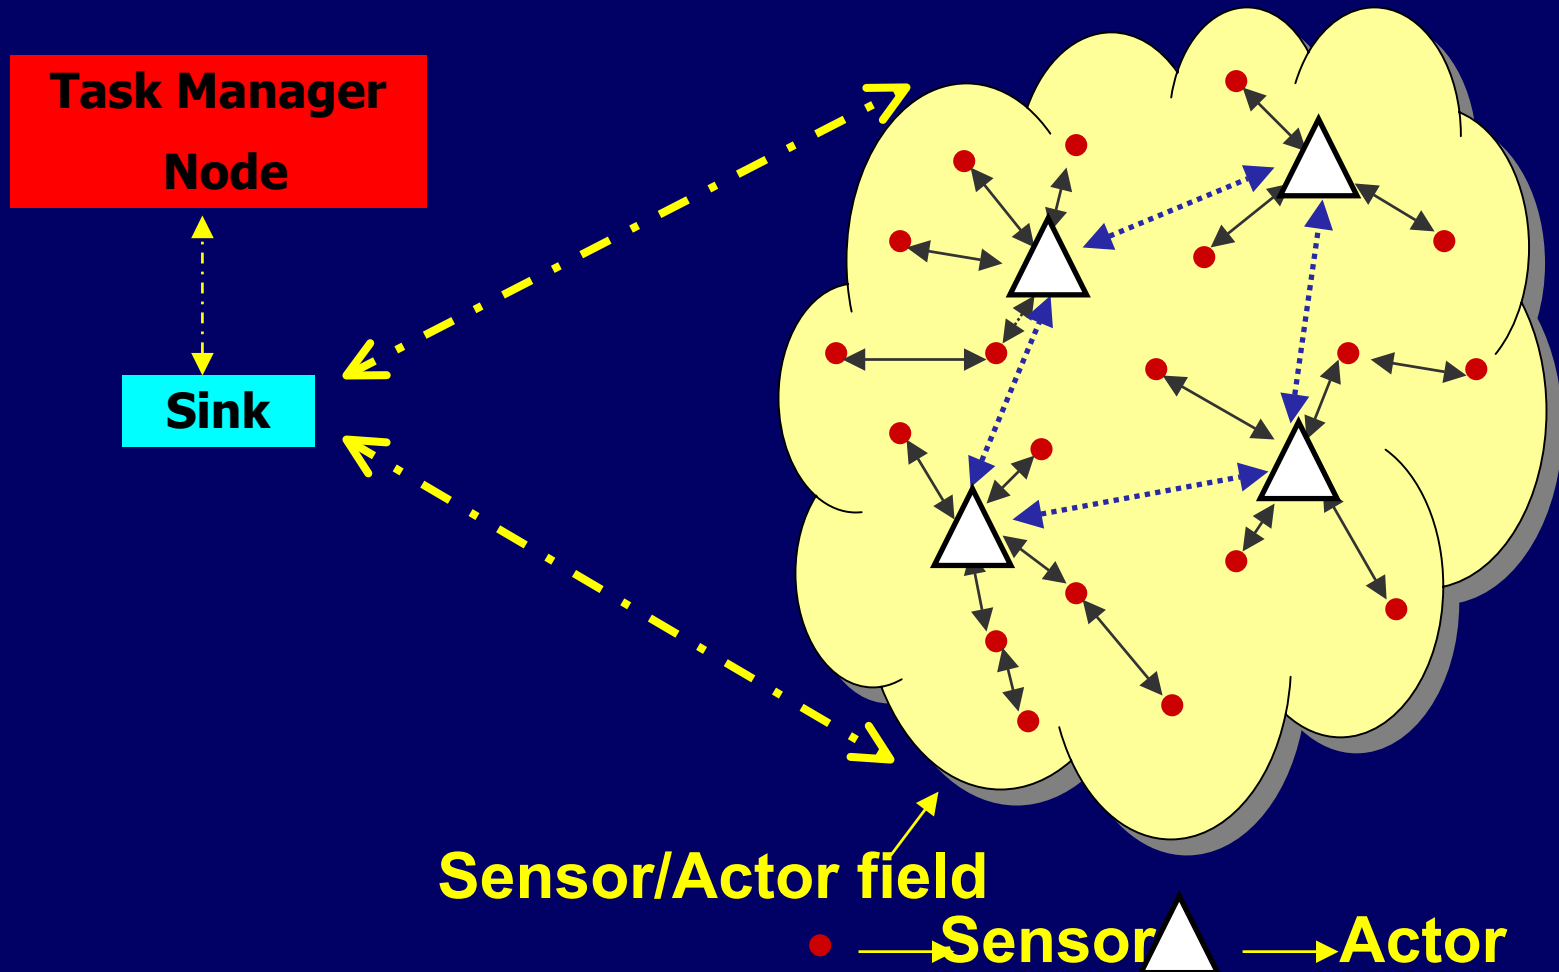 Task Manager
Node
Sink
Sensor/Actor field
Sensor
Actor